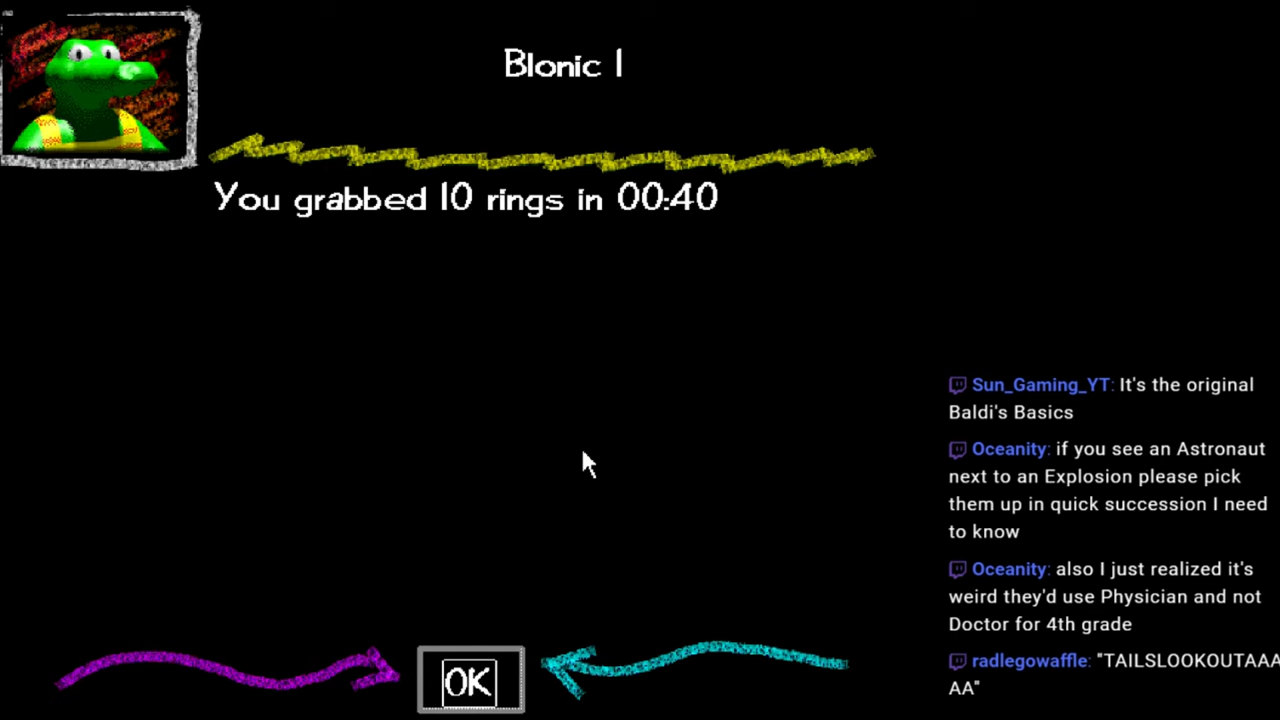 Blonic 1
You grabbed 10 rings in 00:40
Sun_Gaming_YT: It's the original
Baldi's Basics
Oceanity: if you see an Astronaut
next to an Explosion please pick
them up in quick succession I need
to know
Oceanity: also I just realized it's
weird they'd use Physician and not
Doctor for 4th grade
radlegowaffle: "TAILSLOOKOUTAAA
AA"
OK